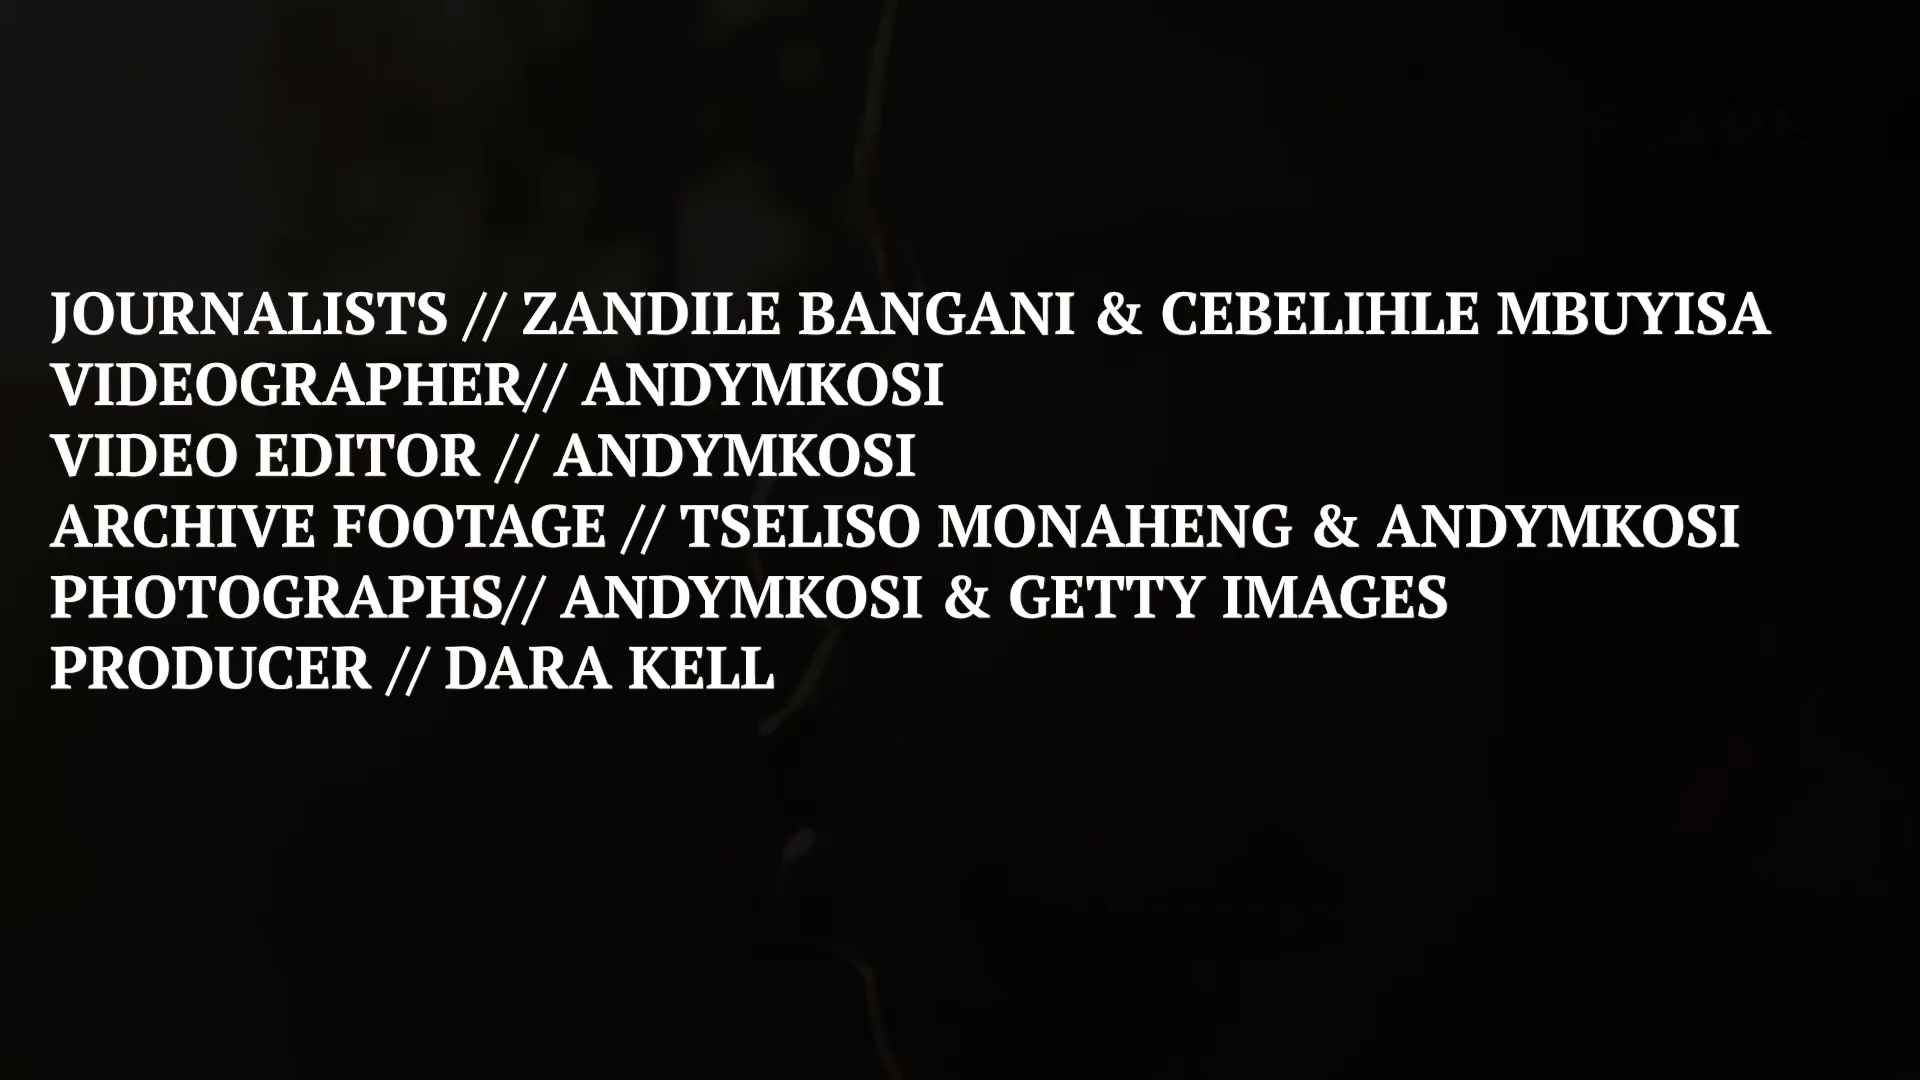 JOURNALISTS // ZANDILE BANGANI & CEBELIHLE MBUYISA
VIDEOGRAPHER// ANDYMKOSI
VIDEO EDITOR // ANDYMKOSI
ARCHIVE FOOTAGE // TSELISO MONAHENG & ANDYMKOSI
PHOTOGRAPHS// ANDYMKOSI & GETTY IMAGES
PRODUCER // DARA KELL